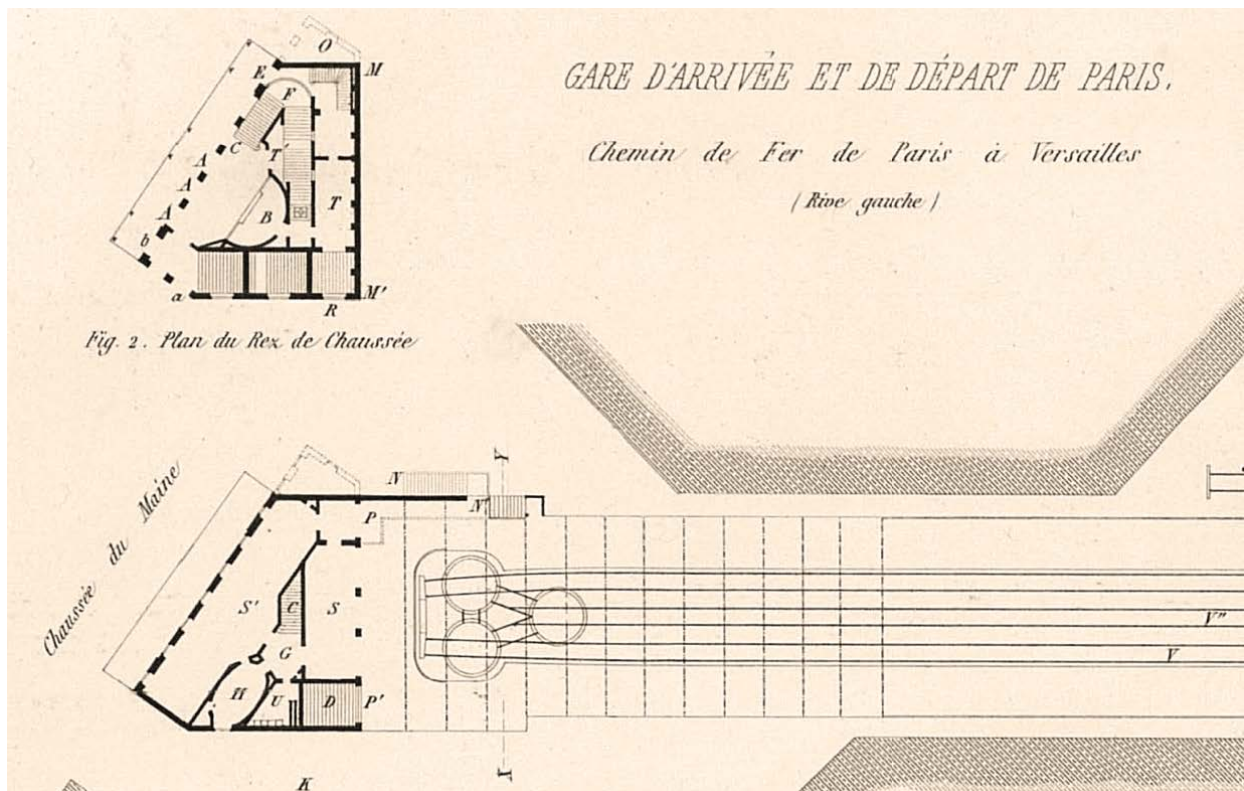 GARE D'ARRIVÉE ET DE DÉPART DE PARIS.
Chemin de Fer de Paris à Versailles
(Rive gauche)
O
E
M
F
C
T'
A
A
A
B
T
b
a
M'
R
Fig. 2. Plan du Rez de Chaussée
Chaussée du Maine
N
Y
N'
P
S'
C
S
V"
G
V
H
U
D
P'
X
K